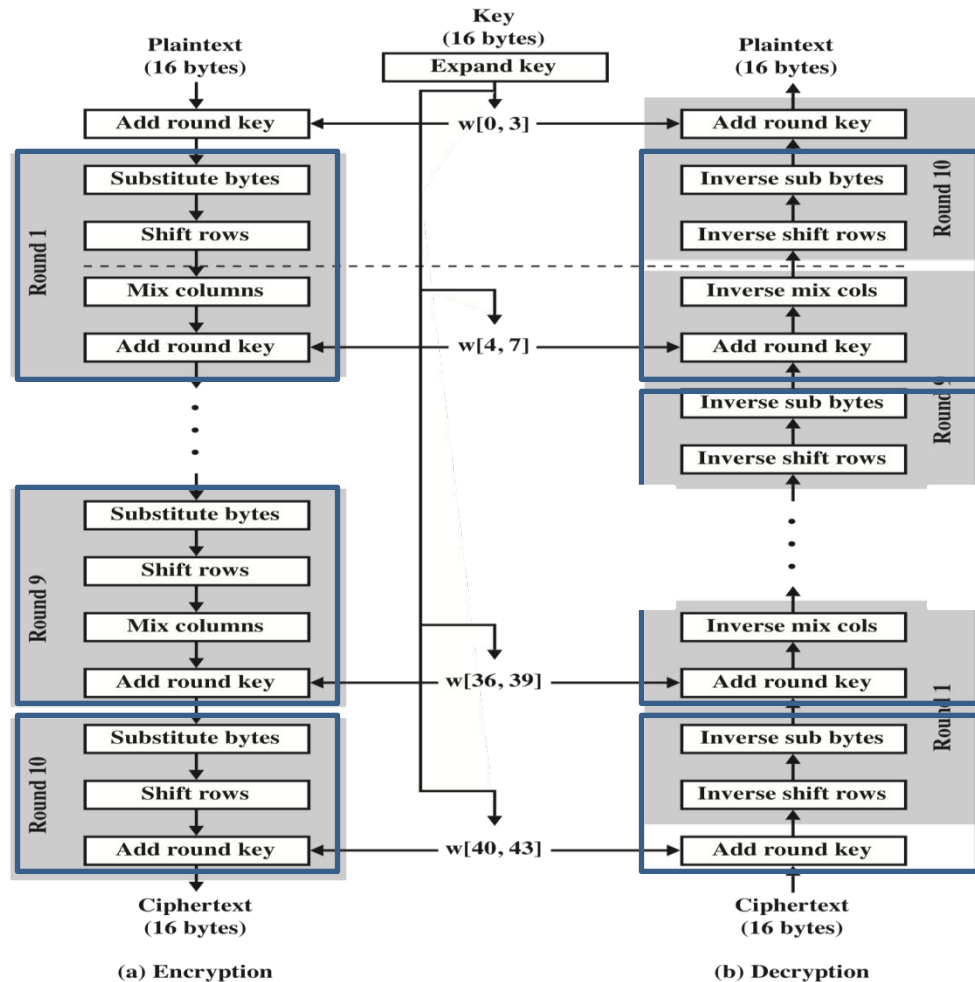 Plaintext
(16 bytes)
Add round key
Substitute bytes
Shift rows
Mix columns
Add round key
Round 1
Substitute bytes
Shift rows
Mix columns
Add round key
Round 9
Substitute bytes
Shift rows
Add round key
Round 10
Ciphertext
(16 bytes)
(a) Encryption
Key
(16 bytes)
Expand key
w[0, 3]
w[4, 7]
w[36, 39]
w[40, 43]
Plaintext
(16 bytes)
Add round key
Inverse sub bytes
Inverse shift rows
Round 10
Inverse mix cols
Add round key
Inverse sub bytes
Inverse shift rows
Round 9
Inverse mix cols
Add round key
Inverse sub bytes
Inverse shift rows
Round 1
Add round key
Ciphertext
(16 bytes)
(b) Decryption